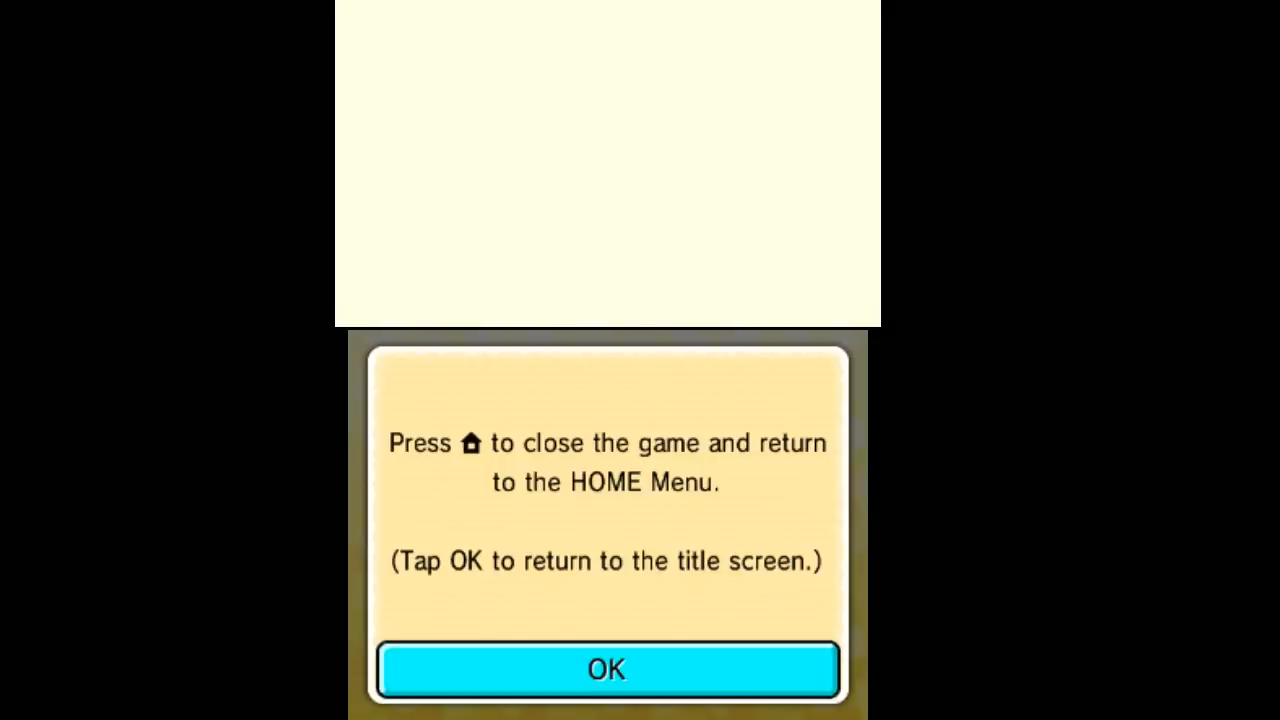 Press to close the game and return
to the HOME Menu.
(Tap OK to return to the title screen.)
OK